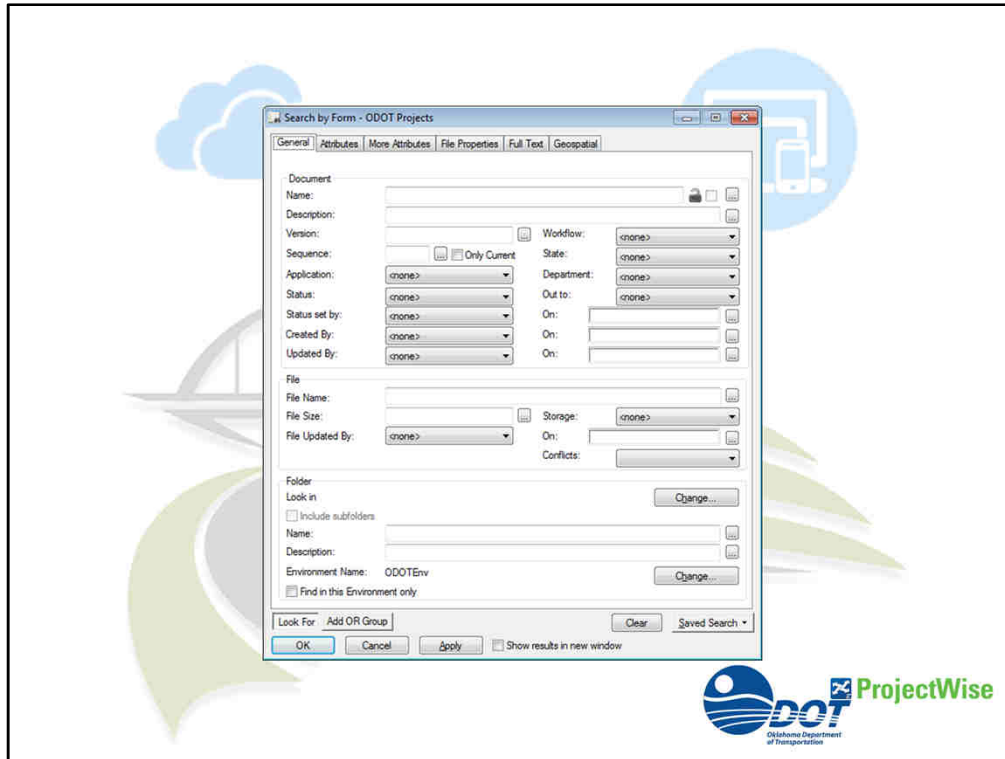 Search by Form - ODOT Projects
General Attributes More Attributes File Properties Full Text Geospatial
Document
Name: ...
Description: ...
Version: ... Workflow: <none>
Sequence: ... Only Current State: <none>
Application: <none> Department: <none>
Status: <none> Out to: <none>
Status set by: <none> On: ...
Created By: <none> On: ...
Updated By: <none> On: ...
File
File Name: ...
File Size: ... Storage: <none>
File Updated By: <none> On: ...
Conflicts:
Folder
Look in Change...
Include subfolders
Name: ...
Description: ...
Environment Name: ODOTEnv Change...
Find in this Environment only
Look For Add OR Group Clear Saved Search
OK Cancel Apply Show results in new window
ODOT ProjectWise
Oklahoma Department
of Transportation